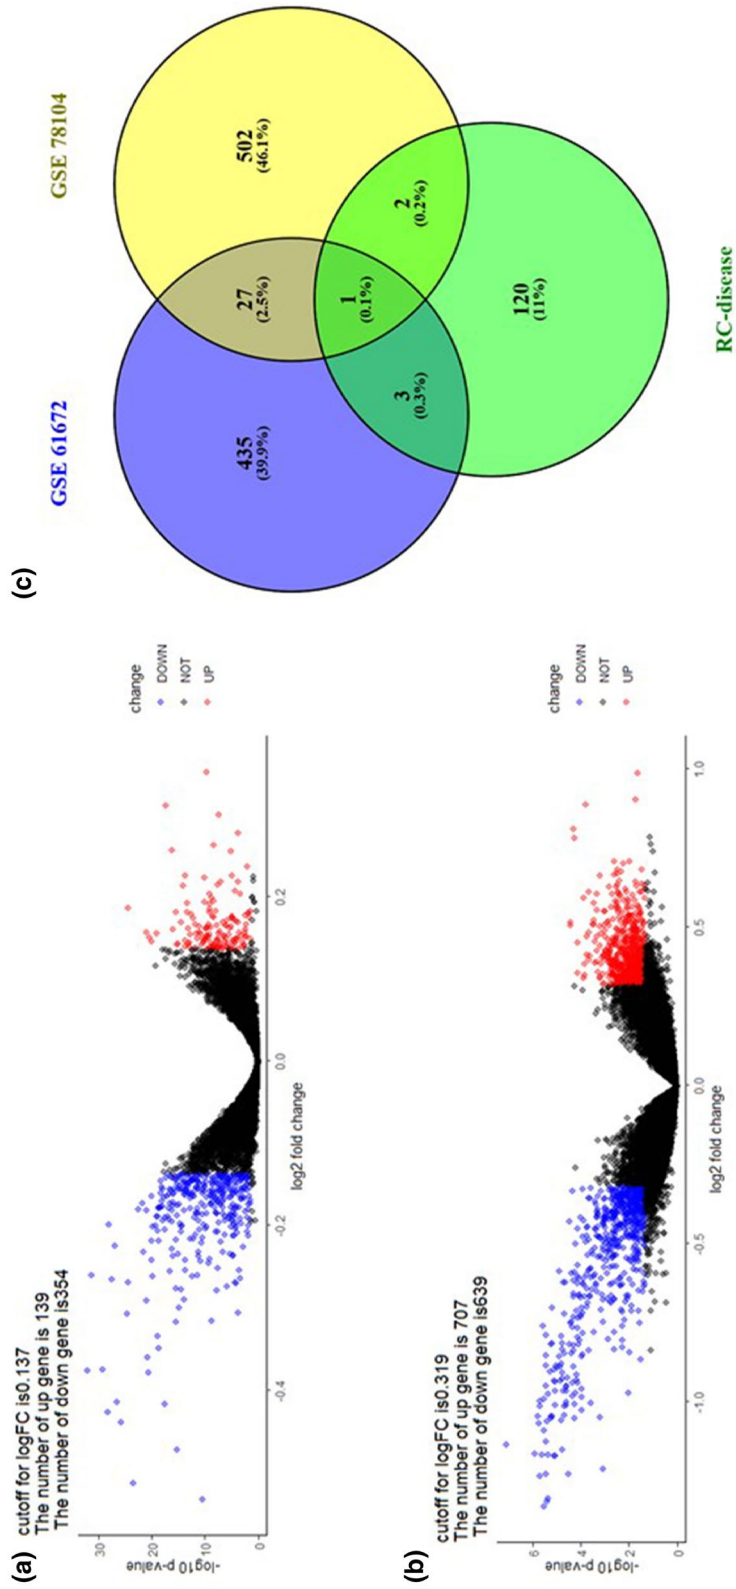 (a)
cutoff for logFC is0.137
The number of up gene is 139
The number of down gene is354
-log10 p-value
30
20
10
0
-0.4
-0.2
0.0
0.2
log2 fold change
change
DOWN
NOT
UP
(b)
cutoff for logFC is0.319
The number of up gene is 707
The number of down gene is639
-log10 p-value
6
4
2
0
-1.0
-0.5
0.0
0.5
1.0
log2 fold change
change
DOWN
NOT
UP
(c)
GSE 61672
GSE 78104
435
(39.9%)
27
(2.5%)
502
(46.1%)
1
(0.1%)
3
(0.3%)
2
(0.2%)
120
(11%)
RC-disease